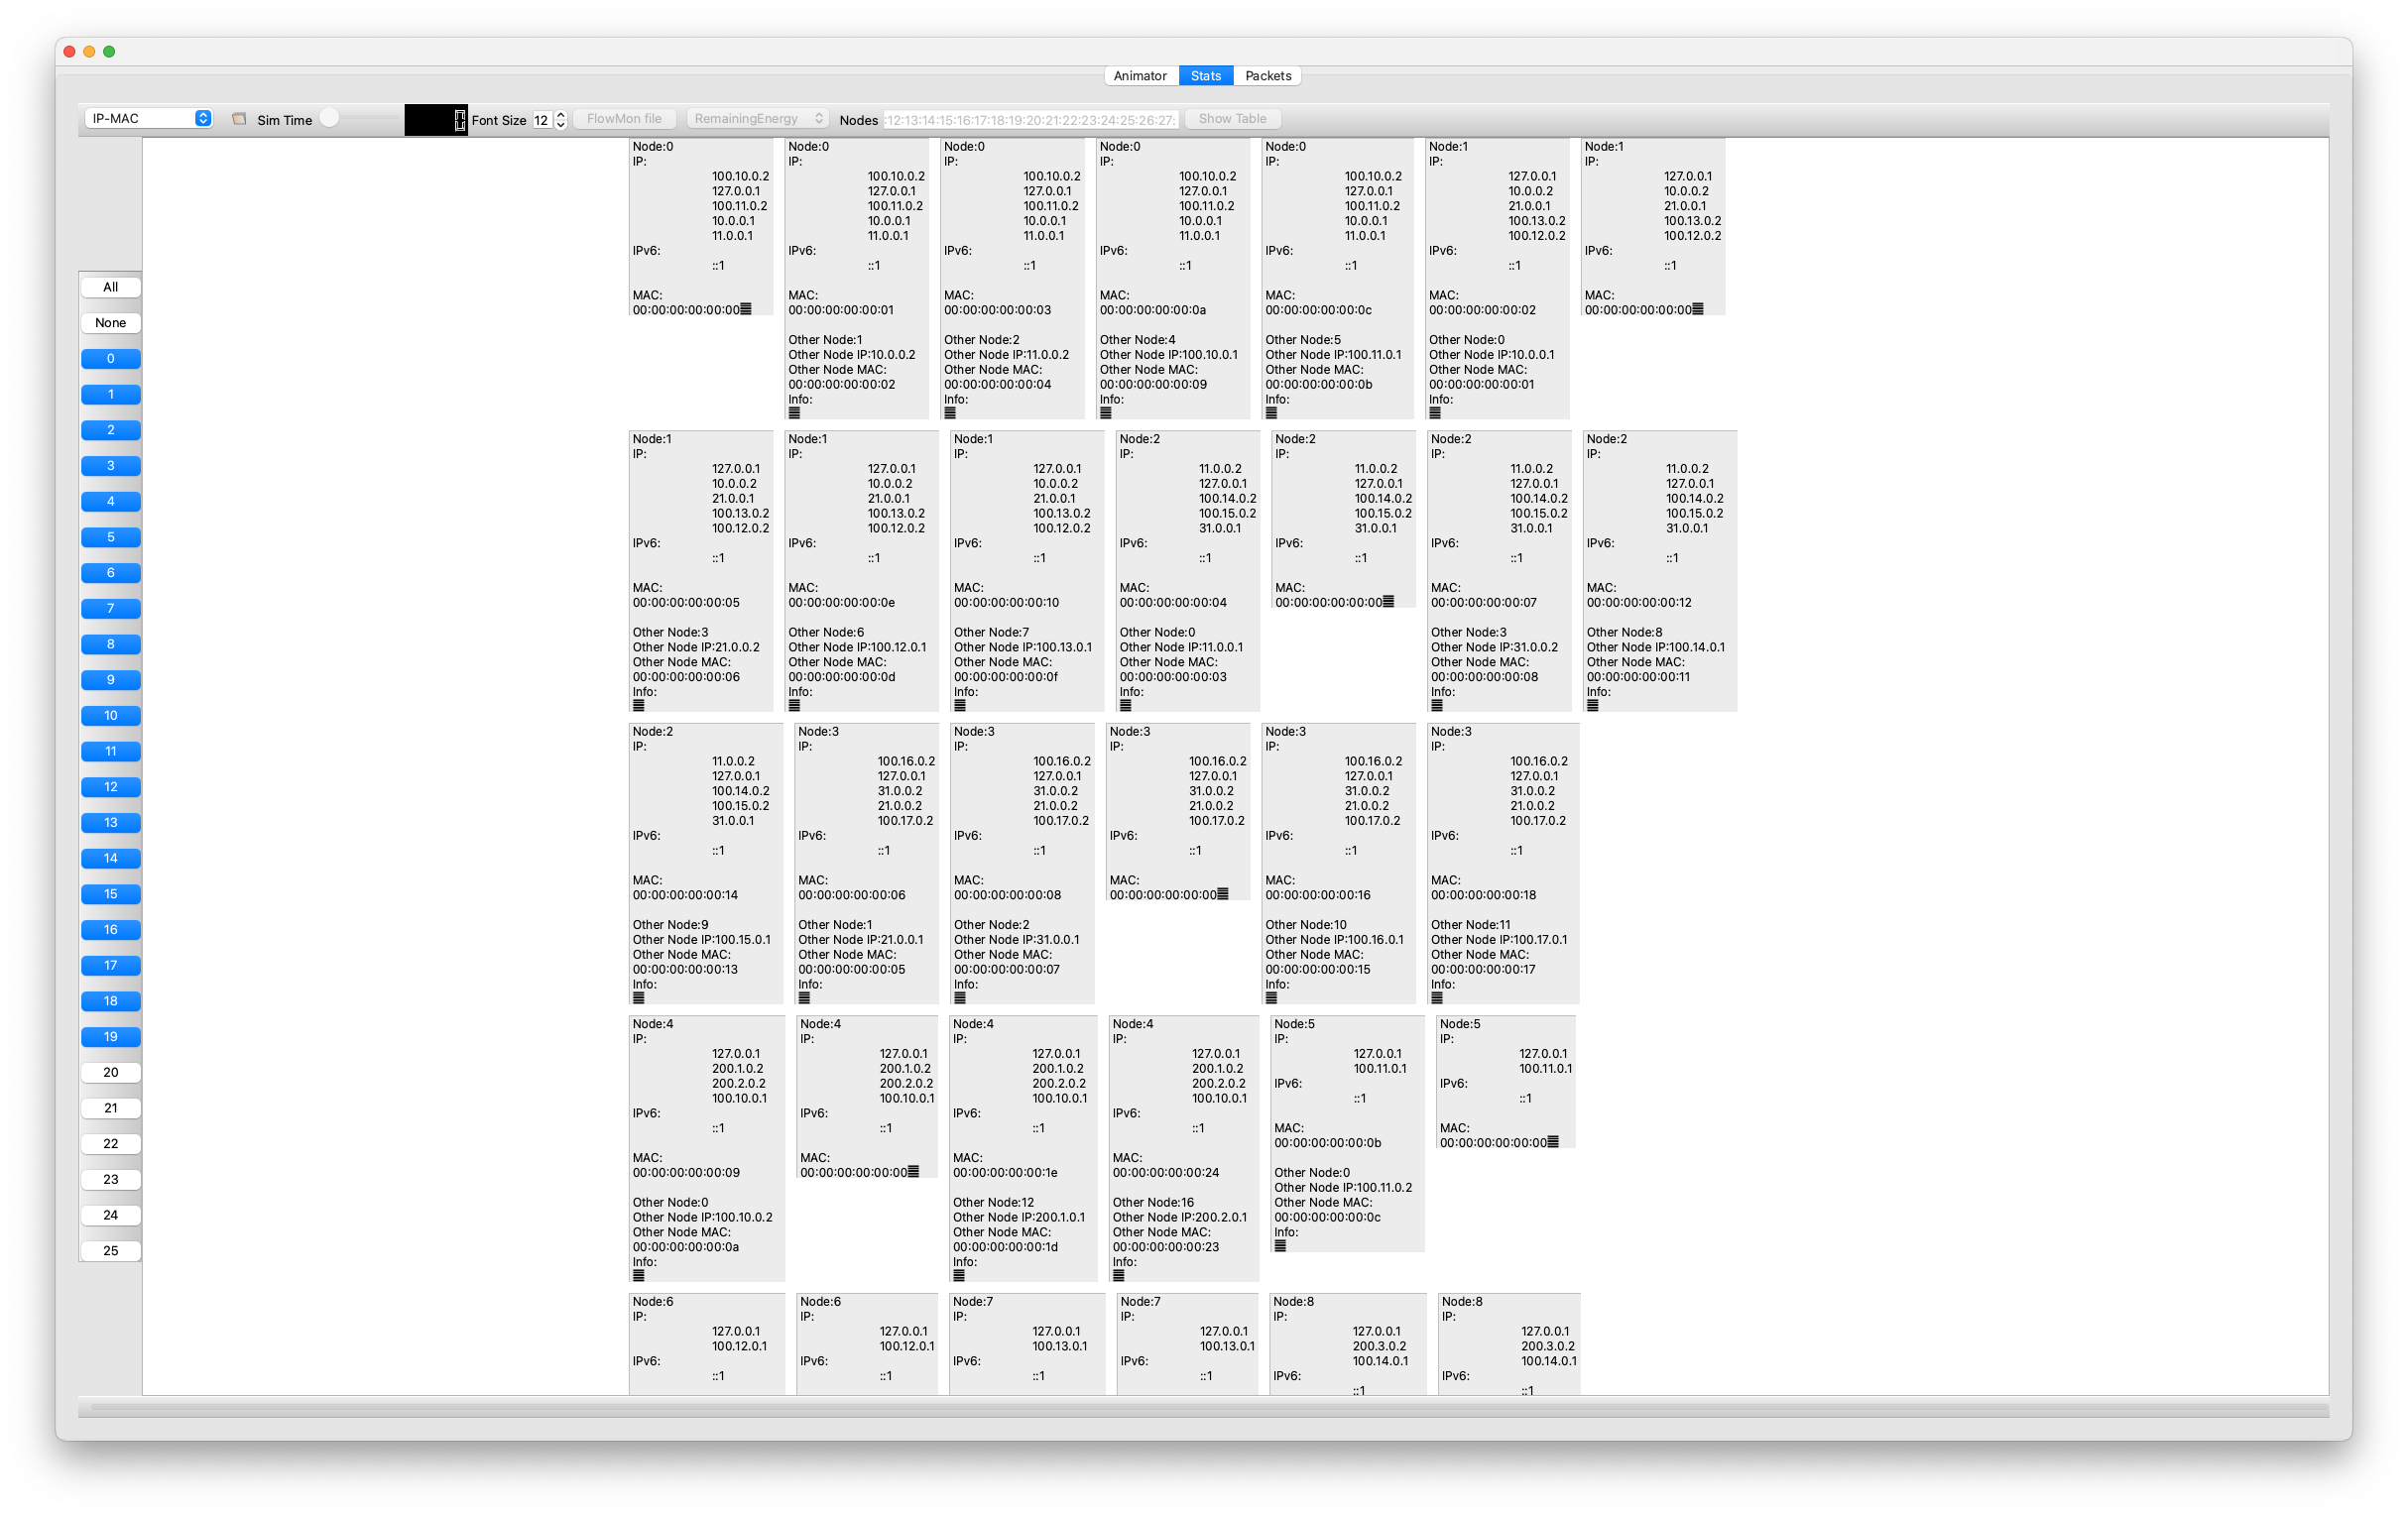 Animator
Stats
Packets
IP-MAC
Sim Time
0
Font Size
12
FlowMon file
RemainingEnergy
Nodes
:12:13:14:15:16:17:18:19:20:21:22:23:24:25:26:27:
Show Table
All
None
0
1
2
3
4
5
6
7
8
9
10
11
12
13
14
15
16
17
18
19
20
21
22
23
24
25
Node:0
IP:
100.10.0.2
127.0.0.1
100.11.0.2
10.0.0.1
11.0.0.1
IPv6:
::1
MAC:
00:00:00:00:00:00
Node:0
IP:
100.10.0.2
127.0.0.1
100.11.0.2
10.0.0.1
11.0.0.1
IPv6:
::1
MAC:
00:00:00:00:00:01
Other Node:1
Other Node IP:10.0.0.2
Other Node MAC:
00:00:00:00:00:02
Info:
Node:0
IP:
100.10.0.2
127.0.0.1
100.11.0.2
10.0.0.1
11.0.0.1
IPv6:
::1
MAC:
00:00:00:00:00:03
Other Node:2
Other Node IP:11.0.0.2
Other Node MAC:
00:00:00:00:00:04
Info:
Node:0
IP:
100.10.0.2
127.0.0.1
100.11.0.2
10.0.0.1
11.0.0.1
IPv6:
::1
MAC:
00:00:00:00:00:0a
Other Node:4
Other Node IP:100.10.0.1
Other Node MAC:
00:00:00:00:00:09
Info:
Node:0
IP:
100.10.0.2
127.0.0.1
100.11.0.2
10.0.0.1
11.0.0.1
IPv6:
::1
MAC:
00:00:00:00:00:0c
Other Node:5
Other Node IP:100.11.0.1
Other Node MAC:
00:00:00:00:00:0b
Info:
Node:1
IP:
127.0.0.1
10.0.0.2
21.0.0.1
100.13.0.2
100.12.0.2
IPv6:
::1
MAC:
00:00:00:00:00:02
Other Node:0
Other Node IP:10.0.0.1
Other Node MAC:
00:00:00:00:00:01
Info:
Node:1
IP:
127.0.0.1
10.0.0.2
21.0.0.1
100.13.0.2
100.12.0.2
IPv6:
::1
MAC:
00:00:00:00:00:00
Node:1
IP:
127.0.0.1
10.0.0.2
21.0.0.1
100.13.0.2
100.12.0.2
IPv6:
::1
MAC:
00:00:00:00:00:05
Other Node:3
Other Node IP:21.0.0.2
Other Node MAC:
00:00:00:00:00:06
Info:
Node:1
IP:
127.0.0.1
10.0.0.2
21.0.0.1
100.13.0.2
100.12.0.2
IPv6:
::1
MAC:
00:00:00:00:00:0e
Other Node:6
Other Node IP:100.12.0.1
Other Node MAC:
00:00:00:00:00:0d
Info:
Node:1
IP:
127.0.0.1
10.0.0.2
21.0.0.1
100.13.0.2
100.12.0.2
IPv6:
::1
MAC:
00:00:00:00:00:10
Other Node:7
Other Node IP:100.13.0.1
Other Node MAC:
00:00:00:00:00:0f
Info:
Node:2
IP:
11.0.0.2
127.0.0.1
100.14.0.2
100.15.0.2
31.0.0.1
IPv6:
::1
MAC:
00:00:00:00:00:04
Other Node:0
Other Node IP:11.0.0.1
Other Node MAC:
00:00:00:00:00:03
Info:
Node:2
IP:
11.0.0.2
127.0.0.1
100.14.0.2
100.15.0.2
31.0.0.1
IPv6:
::1
MAC:
00:00:00:00:00:00
Node:2
IP:
11.0.0.2
127.0.0.1
100.14.0.2
100.15.0.2
31.0.0.1
IPv6:
::1
MAC:
00:00:00:00:00:07
Other Node:3
Other Node IP:31.0.0.2
Other Node MAC:
00:00:00:00:00:08
Info:
Node:2
IP:
11.0.0.2
127.0.0.1
100.14.0.2
100.15.0.2
31.0.0.1
IPv6:
::1
MAC:
00:00:00:00:00:12
Other Node:8
Other Node IP:100.14.0.1
Other Node MAC:
00:00:00:00:00:11
Info:
Node:2
IP:
11.0.0.2
127.0.0.1
100.14.0.2
100.15.0.2
31.0.0.1
IPv6:
::1
MAC:
00:00:00:00:00:14
Other Node:9
Other Node IP:100.15.0.1
Other Node MAC:
00:00:00:00:00:13
Info:
Node:3
IP:
100.16.0.2
127.0.0.1
31.0.0.2
21.0.0.2
100.17.0.2
IPv6:
::1
MAC:
00:00:00:00:00:06
Other Node:1
Other Node IP:21.0.0.1
Other Node MAC:
00:00:00:00:00:05
Info:
Node:3
IP:
100.16.0.2
127.0.0.1
31.0.0.2
21.0.0.2
100.17.0.2
IPv6:
::1
MAC:
00:00:00:00:00:08
Other Node:2
Other Node IP:31.0.0.1
Other Node MAC:
00:00:00:00:00:07
Info:
Node:3
IP:
100.16.0.2
127.0.0.1
31.0.0.2
21.0.0.2
100.17.0.2
IPv6:
::1
MAC:
00:00:00:00:00:00
Node:3
IP:
100.16.0.2
127.0.0.1
31.0.0.2
21.0.0.2
100.17.0.2
IPv6:
::1
MAC:
00:00:00:00:00:16
Other Node:10
Other Node IP:100.16.0.1
Other Node MAC:
00:00:00:00:00:15
Info:
Node:3
IP:
100.16.0.2
127.0.0.1
31.0.0.2
21.0.0.2
100.17.0.2
IPv6:
::1
MAC:
00:00:00:00:00:18
Other Node:11
Other Node IP:100.17.0.1
Other Node MAC:
00:00:00:00:00:17
Info:
Node:4
IP:
127.0.0.1
200.1.0.2
200.2.0.2
100.10.0.1
IPv6:
::1
MAC:
00:00:00:00:00:09
Other Node:0
Other Node IP:100.10.0.2
Other Node MAC:
00:00:00:00:00:0a
Info:
Node:4
IP:
127.0.0.1
200.1.0.2
200.2.0.2
100.10.0.1
IPv6:
::1
MAC:
00:00:00:00:00:00
Node:4
IP:
127.0.0.1
200.1.0.2
200.2.0.2
100.10.0.1
IPv6:
::1
MAC:
00:00:00:00:00:1e
Other Node:12
Other Node IP:200.1.0.1
Other Node MAC:
00:00:00:00:00:1d
Info:
Node:4
IP:
127.0.0.1
200.1.0.2
200.2.0.2
100.10.0.1
IPv6:
::1
MAC:
00:00:00:00:00:24
Other Node:16
Other Node IP:200.2.0.1
Other Node MAC:
00:00:00:00:00:23
Info:
Node:5
IP:
127.0.0.1
100.11.0.1
IPv6:
::1
MAC:
00:00:00:00:00:0b
Other Node:0
Other Node IP:100.11.0.2
Other Node MAC:
00:00:00:00:00:0c
Info:
Node:5
IP:
127.0.0.1
100.11.0.1
IPv6:
::1
MAC:
00:00:00:00:00:00
Node:6
IP:
127.0.0.1
100.12.0.1
IPv6:
::1
Node:6
IP:
127.0.0.1
100.12.0.1
IPv6:
::1
Node:7
IP:
127.0.0.1
100.13.0.1
IPv6:
::1
Node:7
IP:
127.0.0.1
100.13.0.1
IPv6:
::1
Node:8
IP:
127.0.0.1
200.3.0.2
100.14.0.1
IPv6:
::1
Node:8
IP:
127.0.0.1
200.3.0.2
100.14.0.1
IPv6:
::1